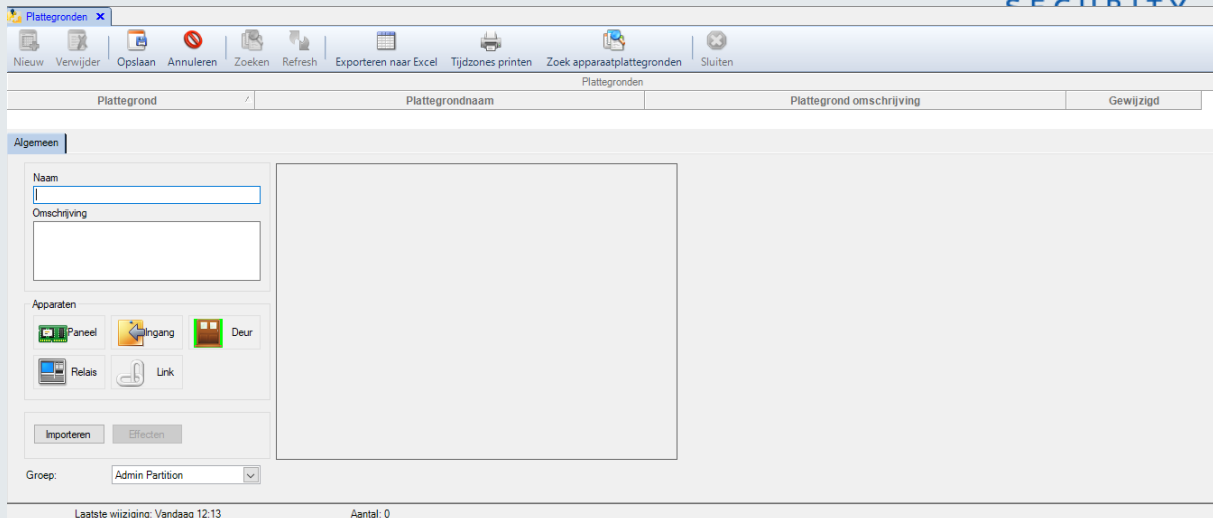 SECURITY
Plattegronden X
Nieuw Verwijder Opslaan Annuleren Zoeken Refresh Exporteren naar Excel Tijdzones printen Zoek apparaatplattegronden Sluiten
Plattegronden
Plattegrond Plattegrondnaam Plattegrond omschrijving Gewijzigd
Algemeen
Naam
Omschrijving
Apparaten
Paneel Ingang Deur
Relais Link
Importeren Effecten
Groep: Admin Partition
Laatste wijziging: Vandaag 12:13 Aantal: 0